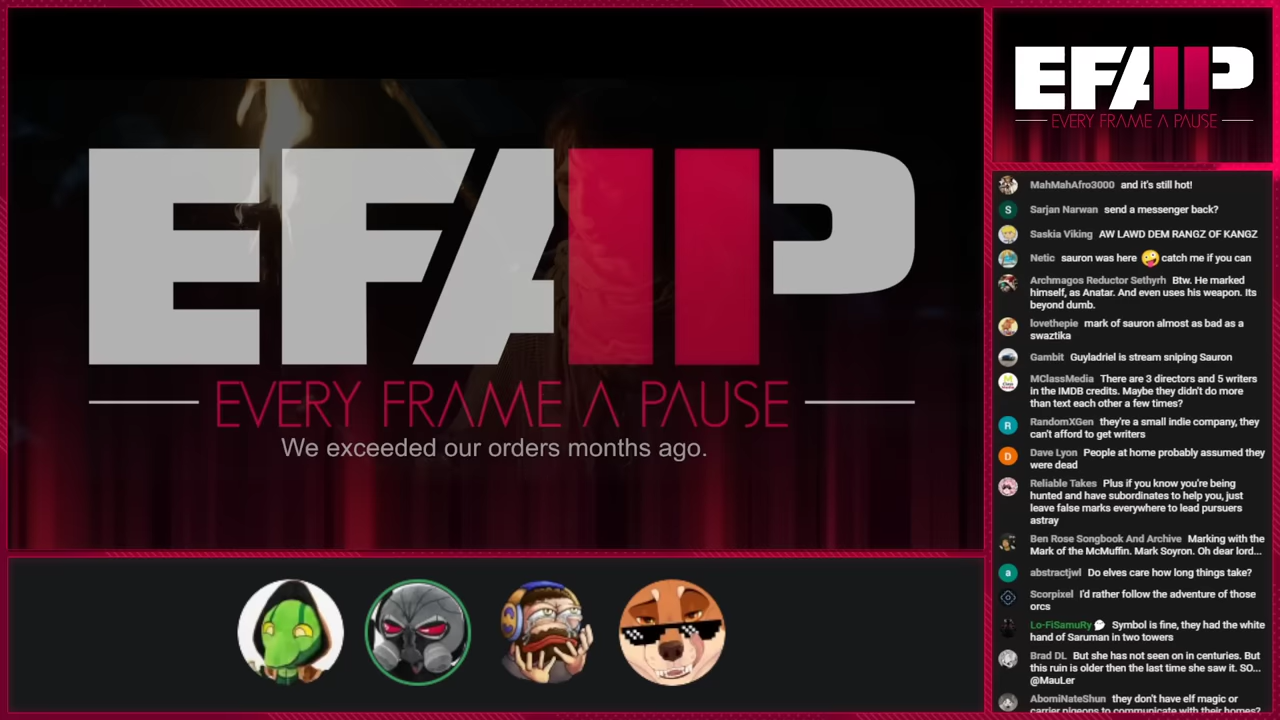 EFAP
EVERY FRAME A PAUSE
We exceeded our orders months ago.
EFAP
EVERY FRAME A PAUSE
MahMahAfro3000 and it's still hot!
S
Sarjan Narwan send a messenger back?
Saskia Viking AW LAWD DEM RANGZ OF KANGZ
Netic sauron was here 🤪 catch me if you can
Archmagos Reductor Sethyrh Btw. He marked
himself, as Anatar. And even uses his weapon. Its
beyond dumb.
lovethepie mark of sauron almost as bad as a
swaztika
Gambit Guyladriel is stream sniping Sauron
MClassMedia There are 3 directors and 5 writers
in the IMDB credits. Maybe they didn't do more
than text each other a few times?
R
RandomXGen they're a small indie company, they
can't afford to get writers
D
Dave Lyon People at home probably assumed they
were dead
Reliable Takes Plus if you know you're being
hunted and have subordinates to help you, just
leave false marks everywhere to lead pursuers
astray
Ben Rose Songbook And Archive Marking with the
Mark of the McMuffin. Mark Soyron. Oh dear lord...
a
abstractjwl Do elves care how long things take?
Scorpixel I'd rather follow the adventure of those
orcs
Lo-FiSamuRy Symbol is fine, they had the white
hand of Saruman in two towers
Brad DL But she has not seen on in centuries. But
this ruin is older then the last time she saw it. SO...
@MauLer
AbomiNateShun they don't have elf magic or
carrier pigeons to communicate with their homes?